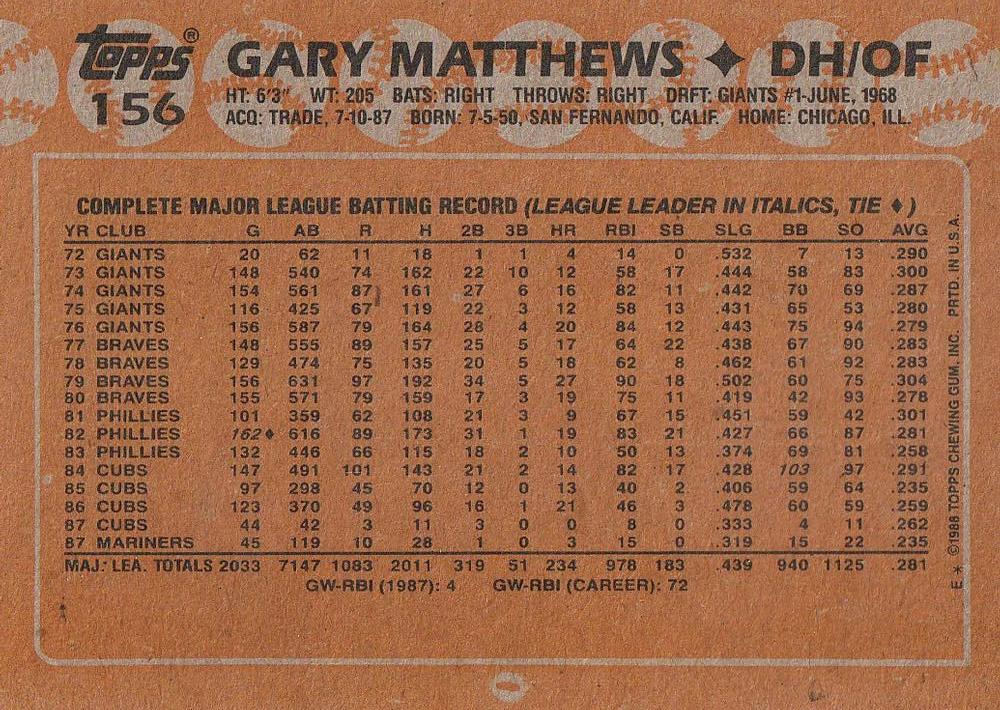 Topps®
156
GARY MATTHEWS ✦ DH/OF
HT: 6'3" WT: 205 BATS: RIGHT THROWS: RIGHT DRFT: GIANTS #1-JUNE, 1968
ACQ: TRADE, 7-10-87 BORN: 7-5-50, SAN FERNANDO, CALIF. HOME: CHICAGO, ILL.
COMPLETE MAJOR LEAGUE BATTING RECORD (LEAGUE LEADER IN ITALICS, TIE ♦)
YR CLUB G AB R H 2B 3B HR RBI SB SLG BB SO AVG
72 GIANTS 20 62 11 18 1 1 4 14 0 .532 7 13 .290
73 GIANTS 148 540 74 162 22 10 12 58 17 .444 58 83 .300
74 GIANTS 154 561 87 161 27 6 16 82 11 .442 70 69 .287
75 GIANTS 116 425 67 119 22 3 12 58 13 .431 65 53 .280
76 GIANTS 156 587 79 164 28 4 20 84 12 .443 75 94 .279
77 BRAVES 148 555 89 157 25 5 17 64 22 .438 67 90 .283
78 BRAVES 129 474 75 135 20 5 18 62 8 .462 61 92 .283
79 BRAVES 156 631 97 192 34 5 27 90 18 .502 60 75 .304
80 BRAVES 155 571 79 159 17 3 19 75 11 .419 42 93 .278
81 PHILLIES 101 359 62 108 21 3 9 67 15 .451 59 42 .301
82 PHILLIES 162♦ 616 89 173 31 1 19 83 21 .427 66 87 .281
83 PHILLIES 132 446 66 115 18 2 10 50 13 .374 69 81 .258
84 CUBS 147 491 101 143 21 2 14 82 17 .428 103 97 .291
85 CUBS 97 298 45 70 12 0 13 40 2 .406 59 64 .235
86 CUBS 123 370 49 96 16 1 21 46 3 .478 60 59 .259
87 CUBS 44 42 3 11 3 0 0 8 0 .333 4 11 .262
87 MARINERS 45 119 10 28 1 0 3 15 0 .319 15 22 .235
MAJ. LEA. TOTALS 2033 7147 1083 2011 319 51 234 978 183 .439 940 1125 .281
GW-RBI (1987): 4 GW-RBI (CAREER): 72
E * ©1988 TOPPS CHEWING GUM, INC. PRTD. IN U.S.A.